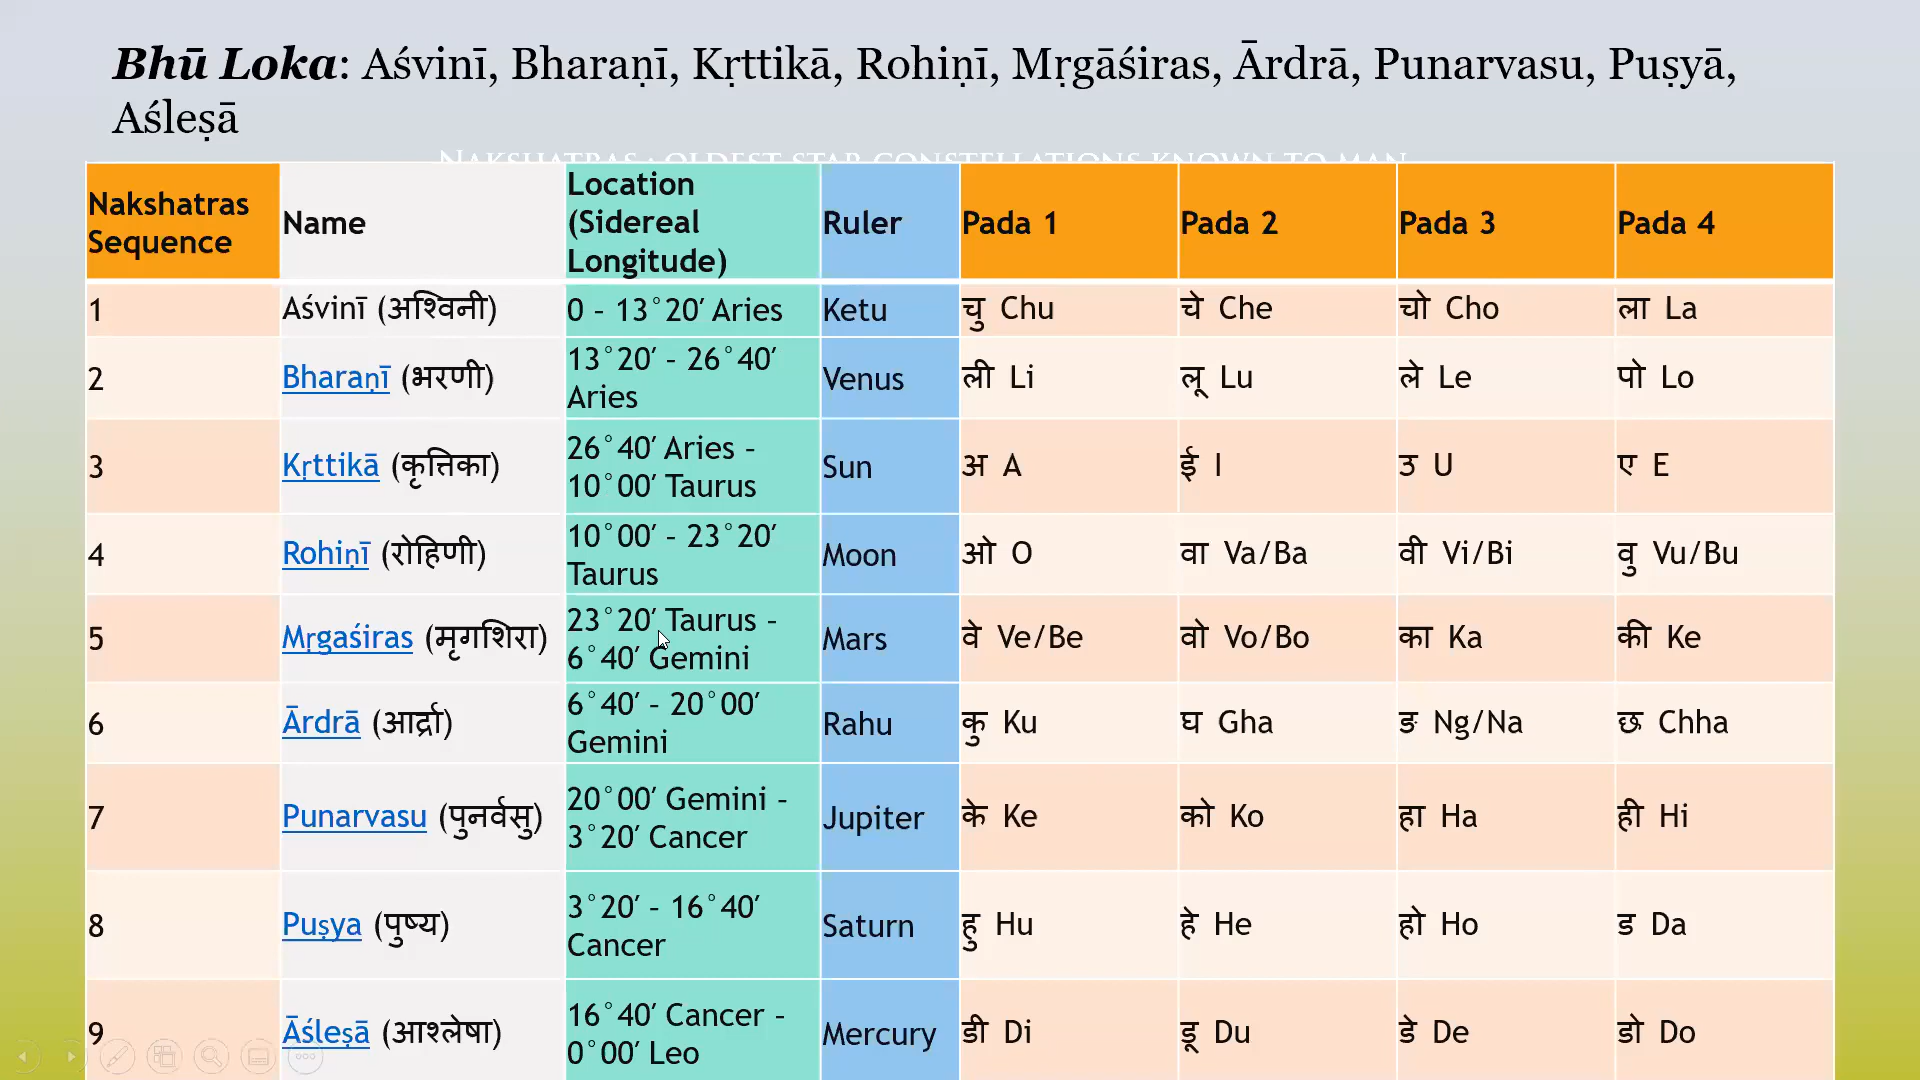 Bhū Loka: Aśvinī, Bharaṇī, Kṛttikā, Rohiṇī, Mṛgāśiras, Ārdrā, Punarvasu, Puṣyā,
Aśleṣā
Nakshatras : oldest star constellations known to man
Nakshatras Sequence | Name | Location (Sidereal Longitude) | Ruler | Pada 1 | Pada 2 | Pada 3 | Pada 4
1 | Aśvinī (अश्विनी) | 0 – 13°20′ Aries | Ketu | चु Chu | चे Che | चो Cho | ला La
2 | Bharaṇī (भरणी) | 13°20′ – 26°40′ Aries | Venus | ली Li | लू Lu | ले Le | पो Lo
3 | Kṛttikā (कृत्तिका) | 26°40′ Aries – 10°00′ Taurus | Sun | अ A | ई I | उ U | ए E
4 | Rohiṇī (रोहिणी) | 10°00′ – 23°20′ Taurus | Moon | ओ O | वा Va/Ba | वी Vi/Bi | वु Vu/Bu
5 | Mṛgaśiras (मृगशिरा) | 23°20′ Taurus – 6°40′ Gemini | Mars | वे Ve/Be | वो Vo/Bo | का Ka | की Ke
6 | Ārdrā (आर्द्रा) | 6°40′ – 20°00′ Gemini | Rahu | कु Ku | घ Gha | ङ Ng/Na | छ Chha
7 | Punarvasu (पुनर्वसु) | 20°00′ Gemini – 3°20′ Cancer | Jupiter | के Ke | को Ko | हा Ha | ही Hi
8 | Puṣya (पुष्य) | 3°20′ – 16°40′ Cancer | Saturn | हु Hu | हे He | हो Ho | ड Da
9 | Āśleṣā (आश्लेषा) | 16°40′ Cancer – 0°00′ Leo | Mercury | डी Di | डू Du | डे De | डो Do